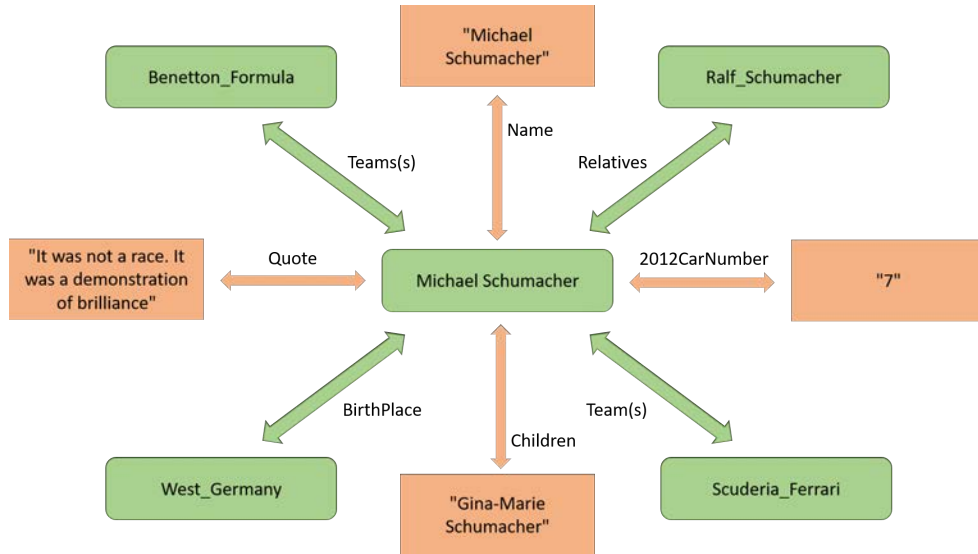 "Michael
Schumacher"
Benetton_Formula
Ralf_Schumacher
Name
Teams(s)
Relatives
"It was not a race. It
was a demonstration
of brilliance"
Quote
Michael Schumacher
2012CarNumber
"7"
BirthPlace
Team(s)
Children
West_Germany
"Gina-Marie
Schumacher"
Scuderia_Ferrari